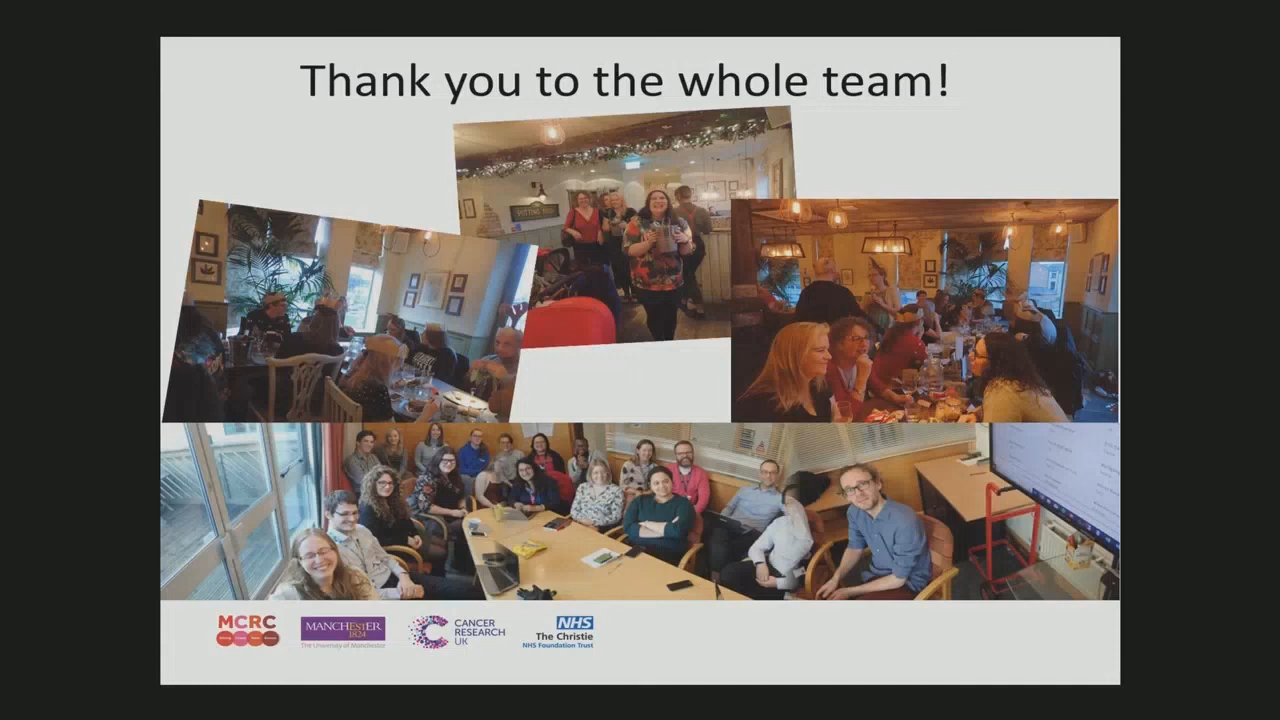 Thank you to the whole team!
MCRC
MANCHESTER
1824
The University of Manchester
CANCER
RESEARCH
UK
NHS
The Christie
NHS Foundation Trust